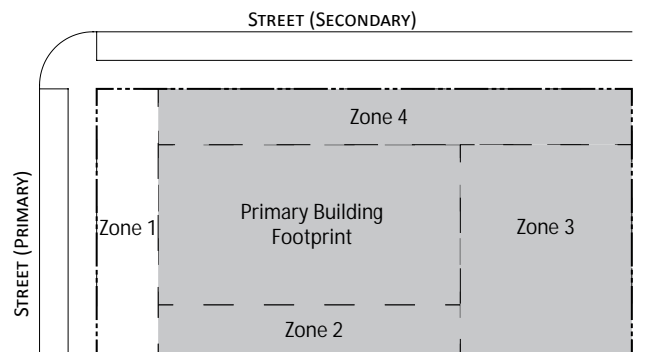 STREET (SECONDARY)
Zone 4
STREET (PRIMARY)
Zone 1
Primary Building
Footprint
Zone 3
Zone 2